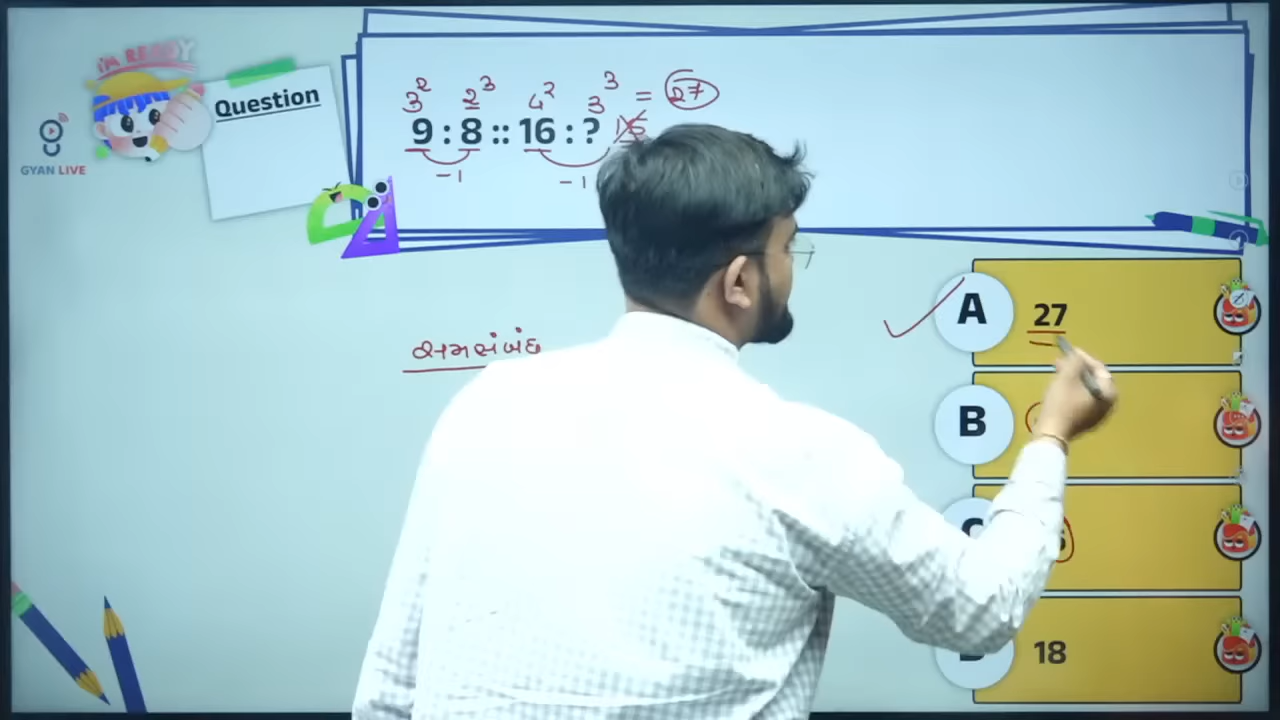 I'M READY
Question
GYAN LIVE
3² 2³ 4² 3³ = 27
9 : 8 :: 16 : ? 15
-1 -1
સમસંબંધ
A 27
B
C
D 18